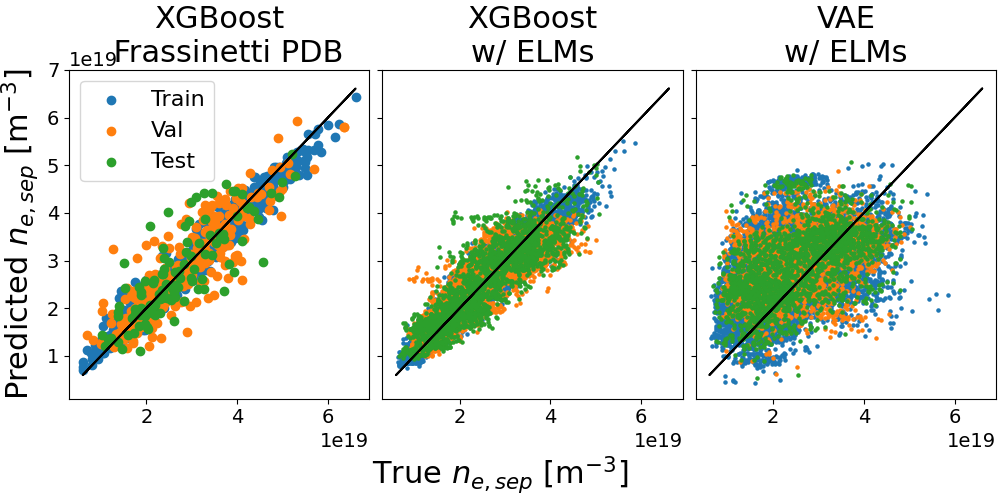 XGBoost
Frassinetti PDB
XGBoost
w/ ELMs
VAE
w/ ELMs
1e19
7
6
5
4
3
2
1
Predicted n_{e, sep} [m^{-3}]
Train
Val
Test
2 4 6
1e19
2 4 6
1e19
2 4 6
1e19
True n_{e, sep} [m^{-3}]